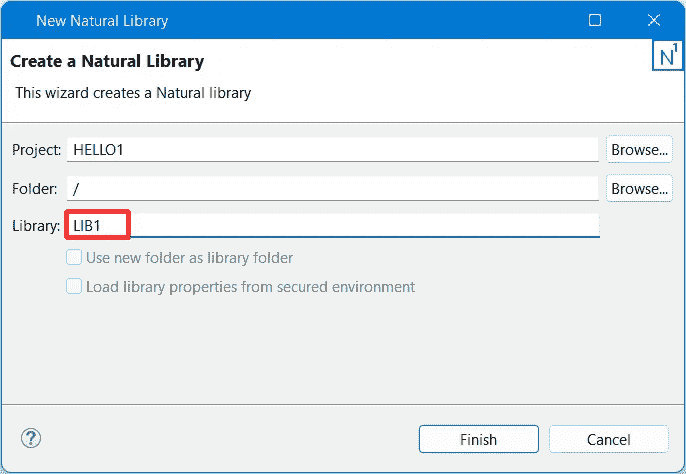 New Natural Library
Create a Natural Library
N1
This wizard creates a Natural library
Project: HELLO1 Browse...
Folder: / Browse...
Library: LIB1
Use new folder as library folder
Load library properties from secured environment
? Finish Cancel